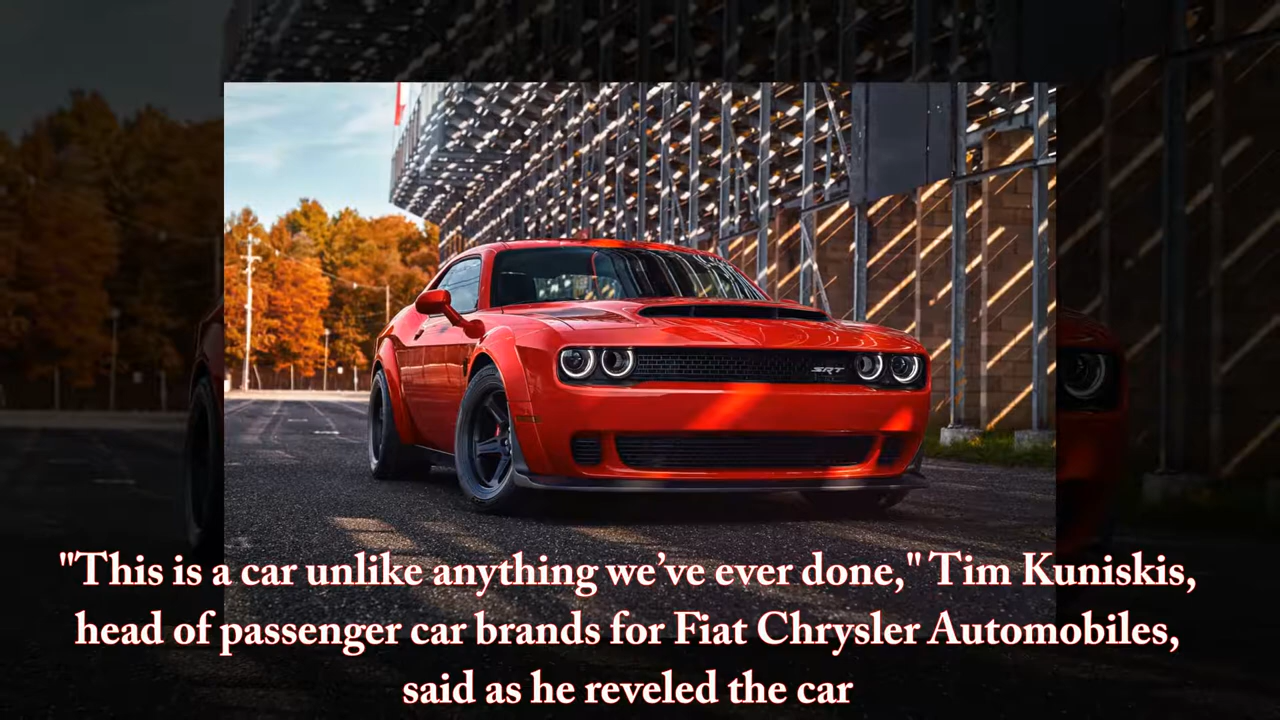 SRT
"This is a car unlike anything we’ve ever done," Tim Kuniskis,
head of passenger car brands for Fiat Chrysler Automobiles,
said as he reveled the car